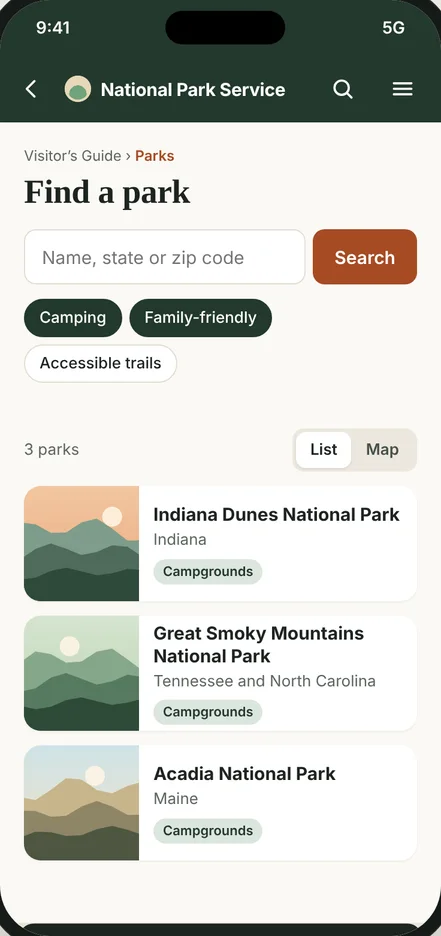 9:41
5G
National Park Service
Visitor’s Guide › Parks
Find a park
Name, state or zip code
Search
Camping
Family-friendly
Accessible trails
3 parks
List
Map
Indiana Dunes National Park
Indiana
Campgrounds
Great Smoky Mountains
National Park
Tennessee and North Carolina
Campgrounds
Acadia National Park
Maine
Campgrounds